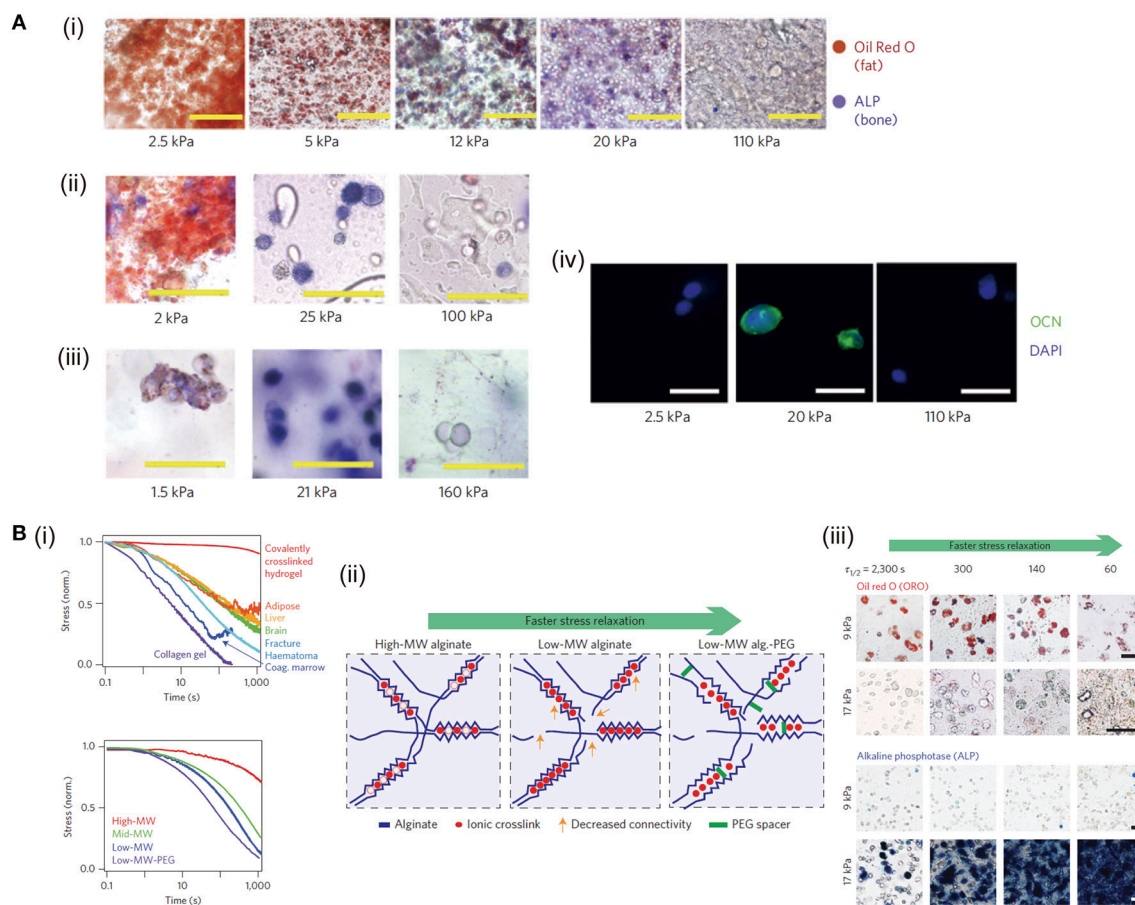 A
(i)
Oil Red O
(fat)
ALP
(bone)
2.5 kPa
5 kPa
12 kPa
20 kPa
110 kPa
(ii)
2 kPa
25 kPa
100 kPa
(iii)
1.5 kPa
21 kPa
160 kPa
(iv)
OCN
DAPI
2.5 kPa
20 kPa
110 kPa
B
(i)
Stress (norm.)
1.0
0.5
0.0
Covalently
crosslinked
hydrogel
Adipose
Liver
Brain
Fracture
Haematoma
Coag. marrow
Collagen gel
0.1
10
1,000
Time (s)
Stress (norm.)
1.0
0.5
0.0
High-MW
Mid-MW
Low-MW
Low-MW-PEG
0.1
10
1,000
Time (s)
(ii)
Faster stress relaxation
High-MW alginate
Low-MW alginate
Low-MW alg.-PEG
Alginate
Ionic crosslink
Decreased connectivity
PEG spacer
(iii)
Faster stress relaxation
τ1/2 = 2,300 s
300
140
60
Oil red O (ORO)
9 kPa
17 kPa
Alkaline phosphotase (ALP)
9 kPa
17 kPa